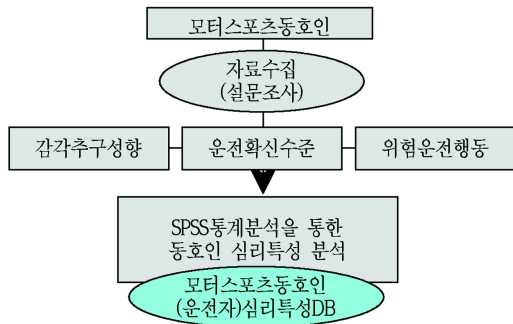 모터스포츠동호인
자료수집
(설문조사)
감각추구성향
운전확신수준
위험운전행동
SPSS통계분석을 통한
동호인 심리특성 분석
모터스포츠동호인
(운전자)심리특성DB